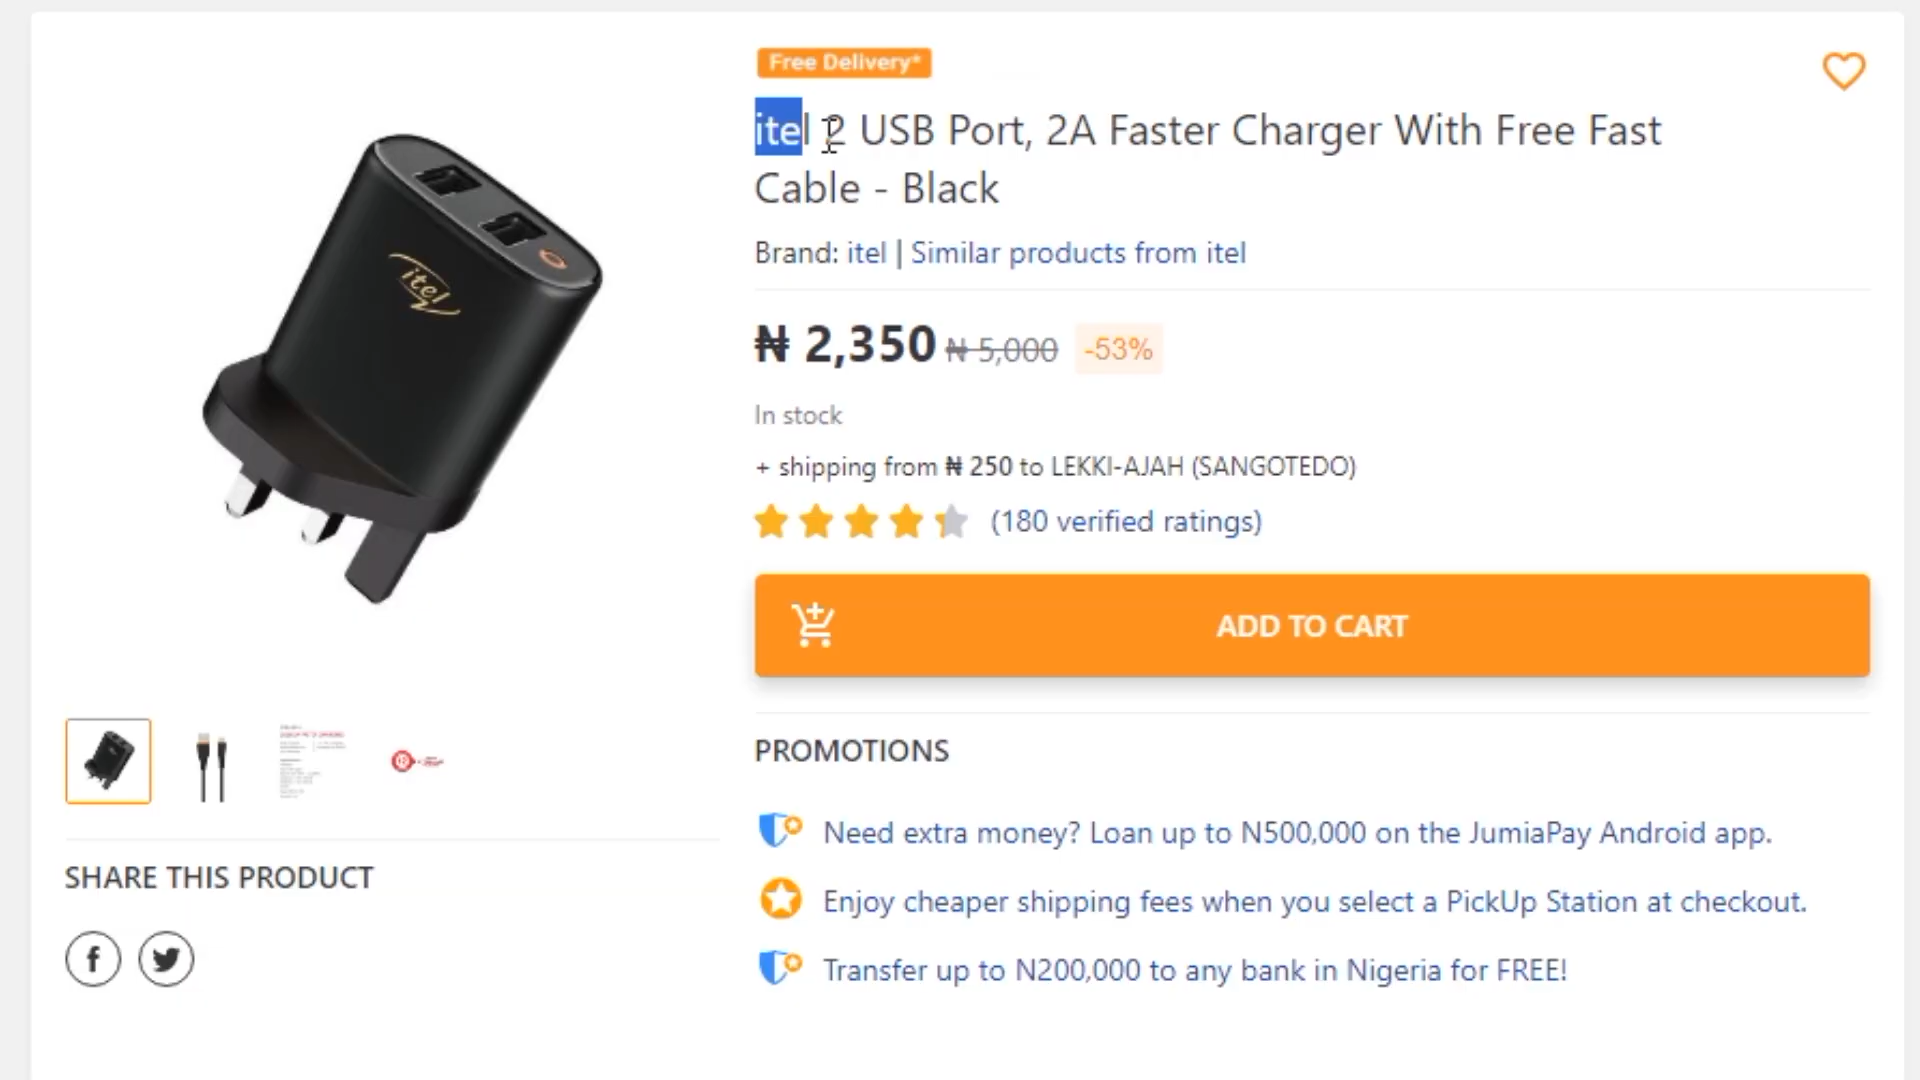 Free Delivery*
itel 2 USB Port, 2A Faster Charger With Free Fast
Cable - Black
Brand: itel | Similar products from itel
₦ 2,350 ₦ 5,000 -53%
In stock
+ shipping from ₦ 250 to LEKKI-AJAH (SANGOTEDO)
(180 verified ratings)
ADD TO CART
PROMOTIONS
Need extra money? Loan up to N500,000 on the JumiaPay Android app.
Enjoy cheaper shipping fees when you select a PickUp Station at checkout.
Transfer up to N200,000 to any bank in Nigeria for FREE!
itel
SHARE THIS PRODUCT